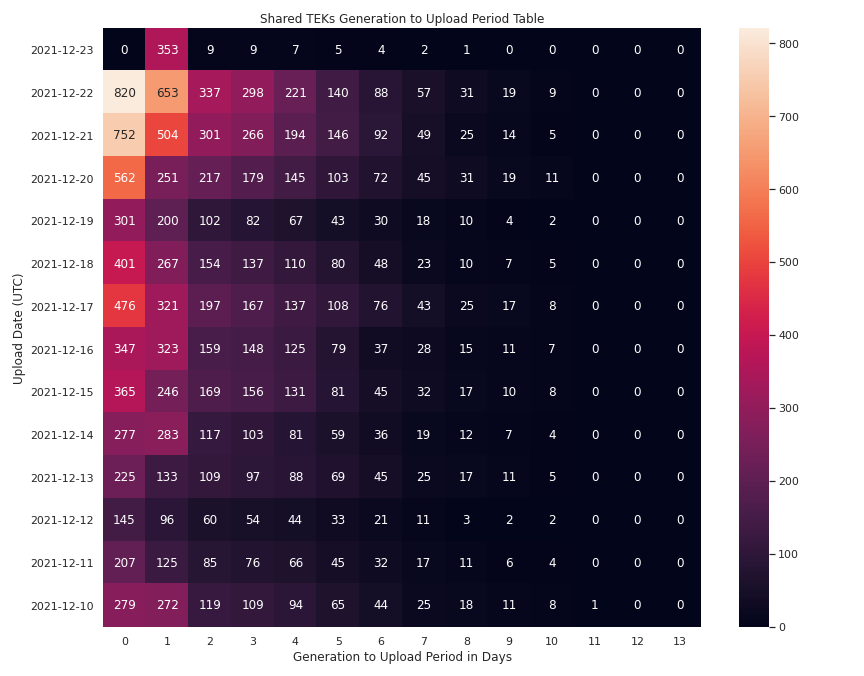 Shared TEKs Generation to Upload Period Table
Upload Date (UTC)
2021-12-23 0 353 9 9 7 5 4 2 1 0 0 0 0 0
2021-12-22 820 653 337 298 221 140 88 57 31 19 9 0 0 0
2021-12-21 752 504 301 266 194 146 92 49 25 14 5 0 0 0
2021-12-20 562 251 217 179 145 103 72 45 31 19 11 0 0 0
2021-12-19 301 200 102 82 67 43 30 18 10 4 2 0 0 0
2021-12-18 401 267 154 137 110 80 48 23 10 7 5 0 0 0
2021-12-17 476 321 197 167 137 108 76 43 25 17 8 0 0 0
2021-12-16 347 323 159 148 125 79 37 28 15 11 7 0 0 0
2021-12-15 365 246 169 156 131 81 45 32 17 10 8 0 0 0
2021-12-14 277 283 117 103 81 59 36 19 12 7 4 0 0 0
2021-12-13 225 133 109 97 88 69 45 25 17 11 5 0 0 0
2021-12-12 145 96 60 54 44 33 21 11 3 2 2 0 0 0
2021-12-11 207 125 85 76 66 45 32 17 11 6 4 0 0 0
2021-12-10 279 272 119 109 94 65 44 25 18 11 8 1 0 0
0 1 2 3 4 5 6 7 8 9 10 11 12 13
Generation to Upload Period in Days
800
700
600
500
400
300
200
100
0